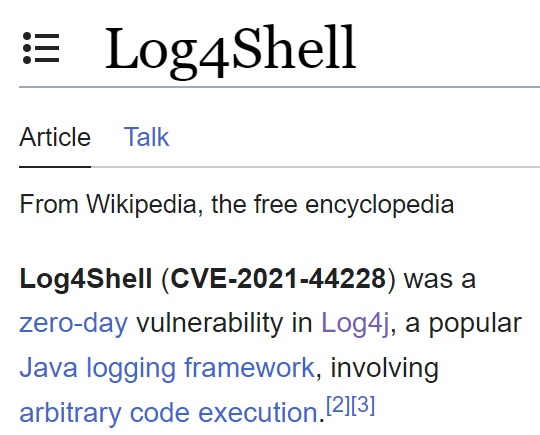 Log4Shell
Article Talk
From Wikipedia, the free encyclopedia
Log4Shell (CVE-2021-44228) was a
zero-day vulnerability in Log4j, a popular
Java logging framework, involving
arbitrary code execution.[2][3]